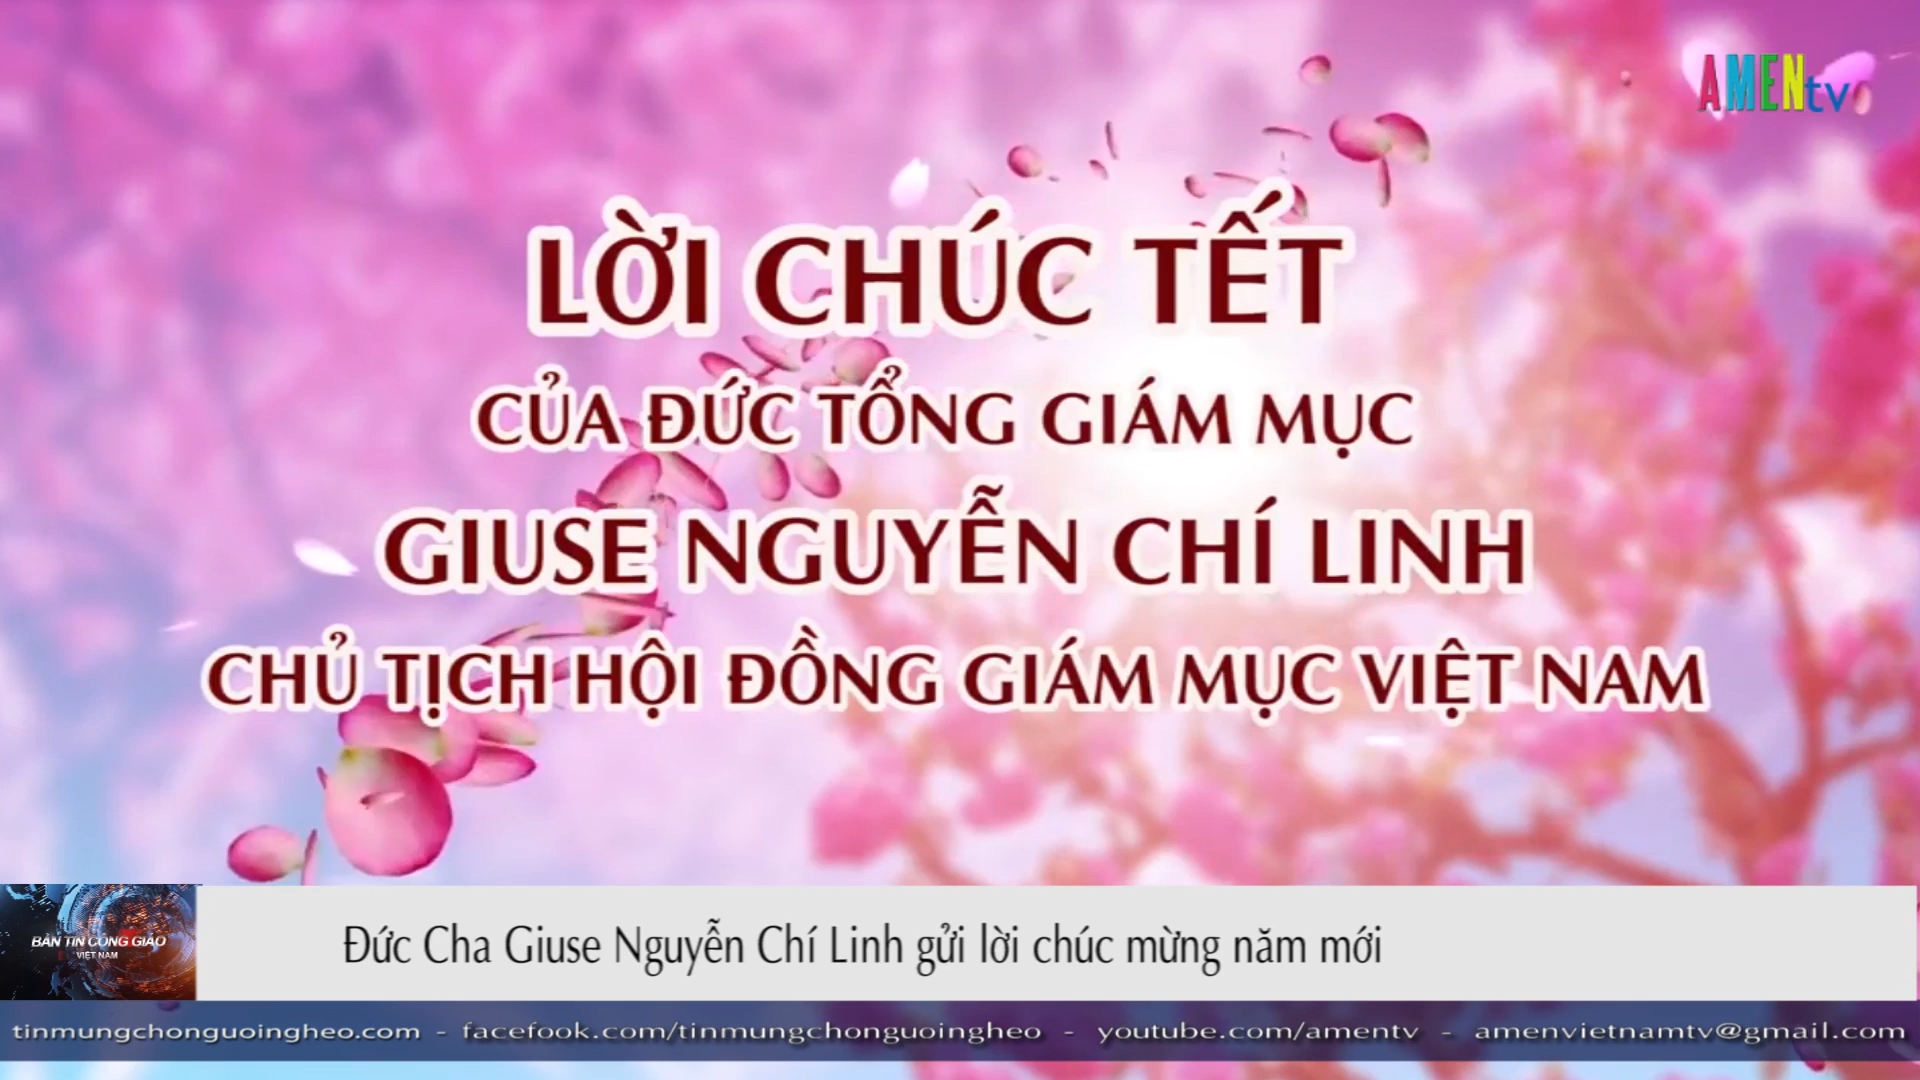 AMENtv
LỜI CHÚC TẾT
CỦA ĐỨC TỔNG GIÁM MỤC
GIUSE NGUYỄN CHÍ LINH
CHỦ TỊCH HỘI ĐỒNG GIÁM MỤC VIỆT NAM
BẢN TIN CÔNG GIÁO
VIỆT NAM
Đức Cha Giuse Nguyễn Chí Linh gửi lời chúc mừng năm mới
tinmungchonguoingheo.com - facefook.com/tinmungchonguoingheo - youtube.com/amentv - amenvietnamtv@gmail.com